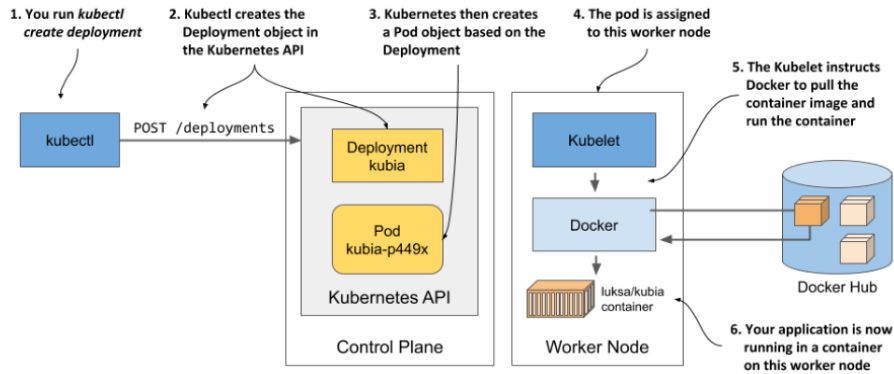 1. You run kubectl
create deployment
2. Kubectl creates the
Deployment object in
the Kubernetes API
3. Kubernetes then creates
a Pod object based on the
Deployment
4. The pod is assigned
to this worker node
5. The Kubelet instructs
Docker to pull the
container image and
run the container
kubectl
POST /deployments
Deployment
kubia
Pod
kubia-p449x
Kubernetes API
Control Plane
Kubelet
Docker
luksa/kubia
container
Worker Node
Docker Hub
6. Your application is now
running in a container
on this worker node